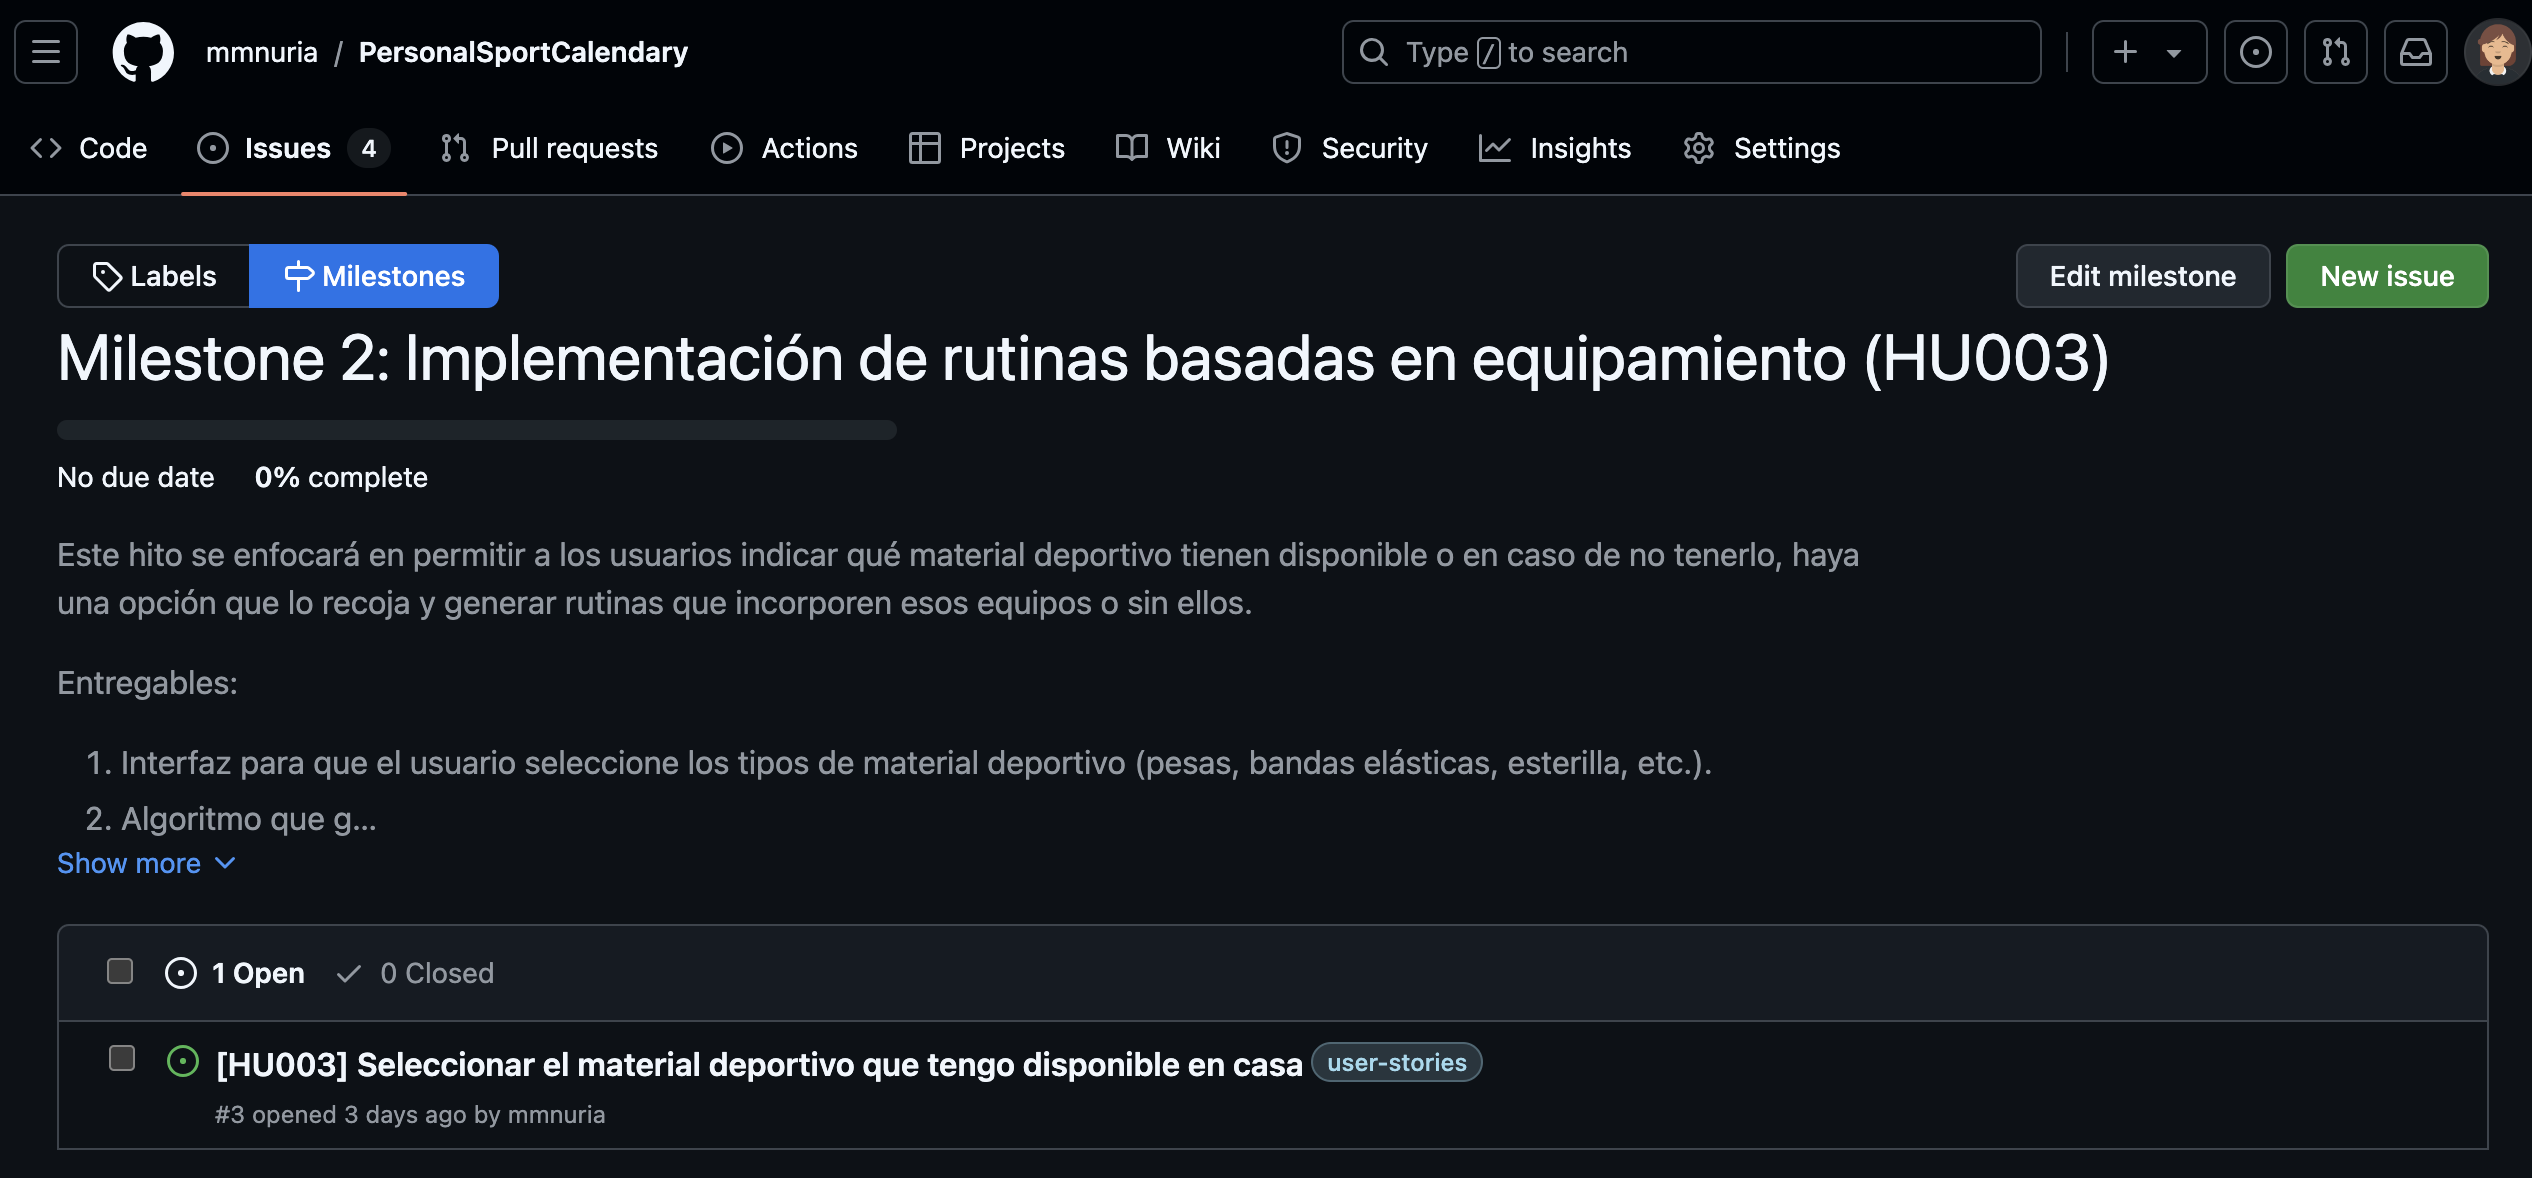 mmnuria / PersonalSportCalendary
Type / to search
Code
Issues 4
Pull requests
Actions
Projects
Wiki
Security
Insights
Settings
Labels
Milestones
Edit milestone
New issue
Milestone 2: Implementación de rutinas basadas en equipamiento (HU003)
No due date 0% complete
Este hito se enfocará en permitir a los usuarios indicar qué material deportivo tienen disponible o en caso de no tenerlo, haya
una opción que lo recoja y generar rutinas que incorporen esos equipos o sin ellos.
Entregables:
1. Interfaz para que el usuario seleccione los tipos de material deportivo (pesas, bandas elásticas, esterilla, etc.).
2. Algoritmo que g...
Show more
1 Open 0 Closed
[HU003] Seleccionar el material deportivo que tengo disponible en casa user-stories
#3 opened 3 days ago by mmnuria